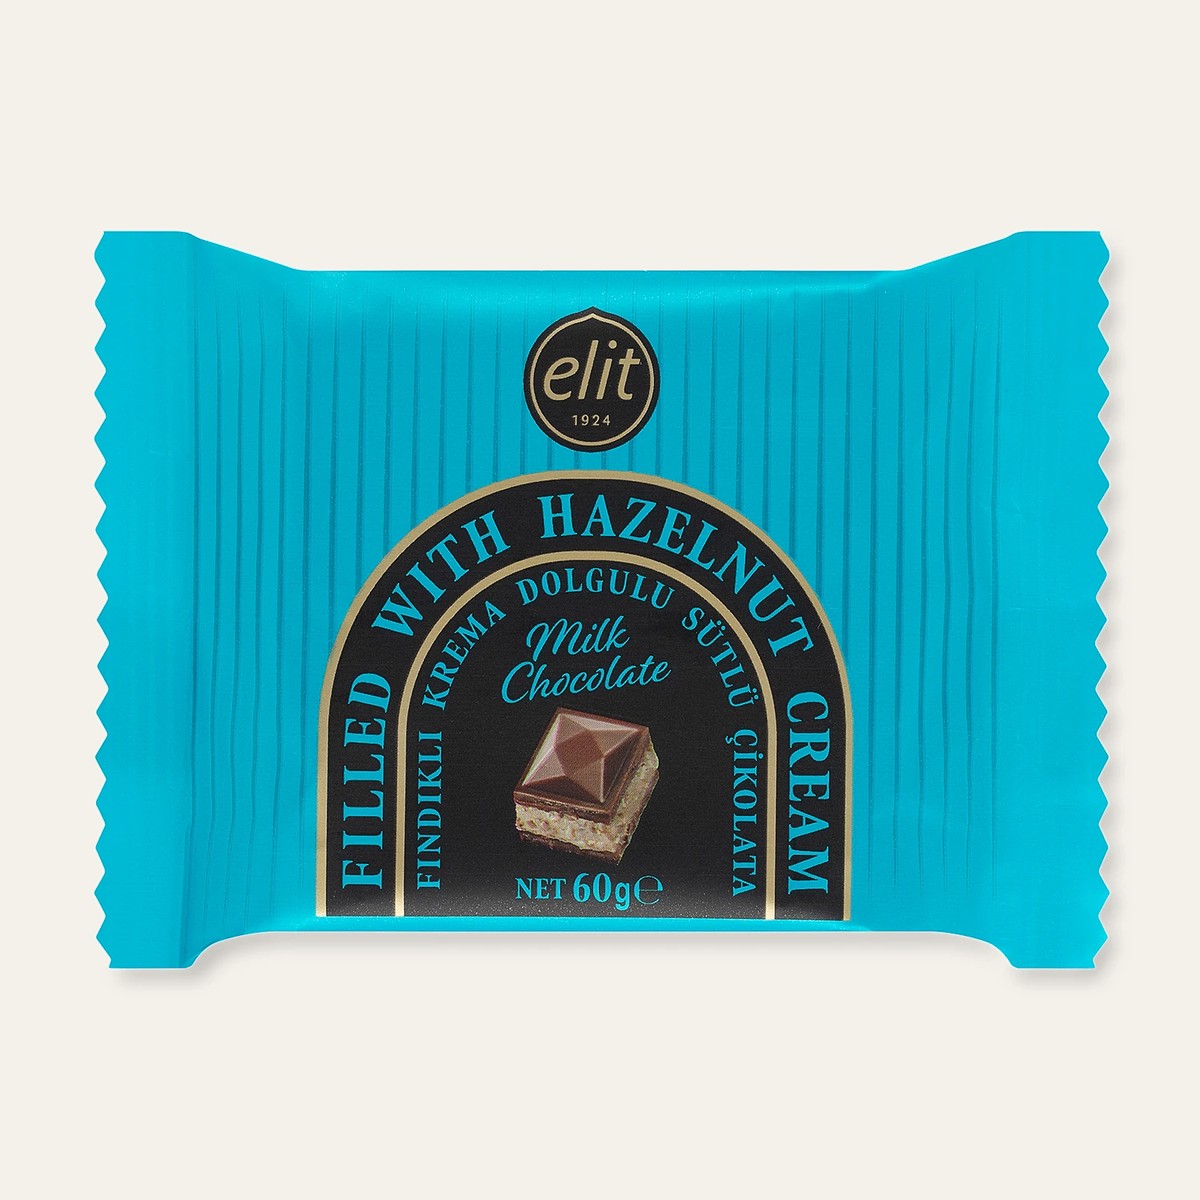 elit
1924
FILLED WITH HAZELNUT CREAM
FINDIKLI KREMA DOLGULU SÜTLÜ ÇİKOLATA
Milk
Chocolate
NET 60g℮